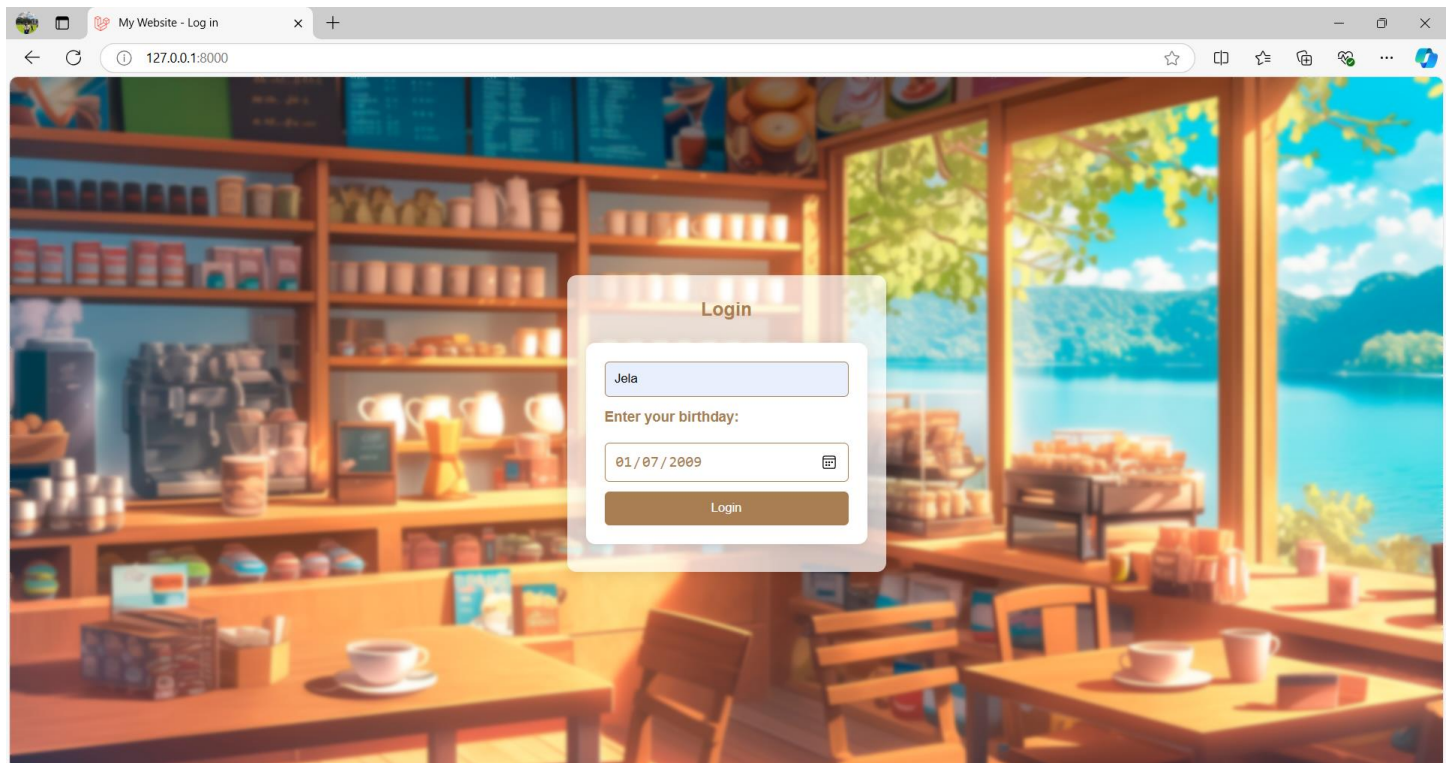 My Website - Log in
127.0.0.1:8000
Login
Jela
Enter your birthday:
01/07/2009
Login